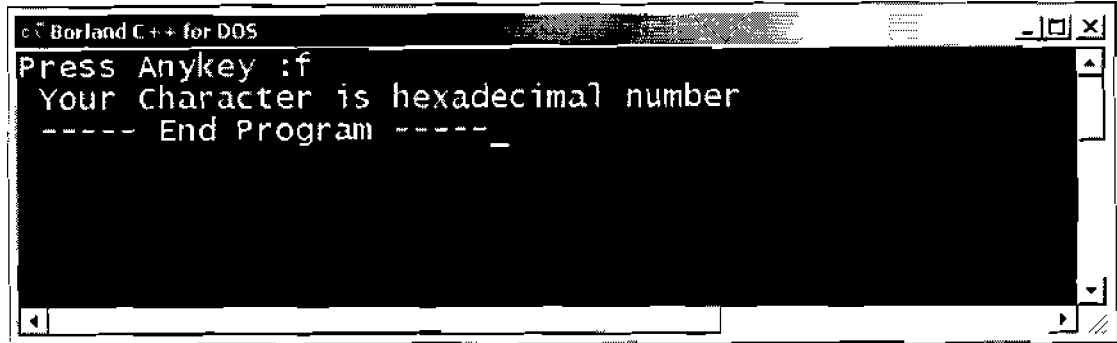 Borland C++ for DOS
Press Anykey :f
Your Character is hexadecimal number
----- End Program -----_